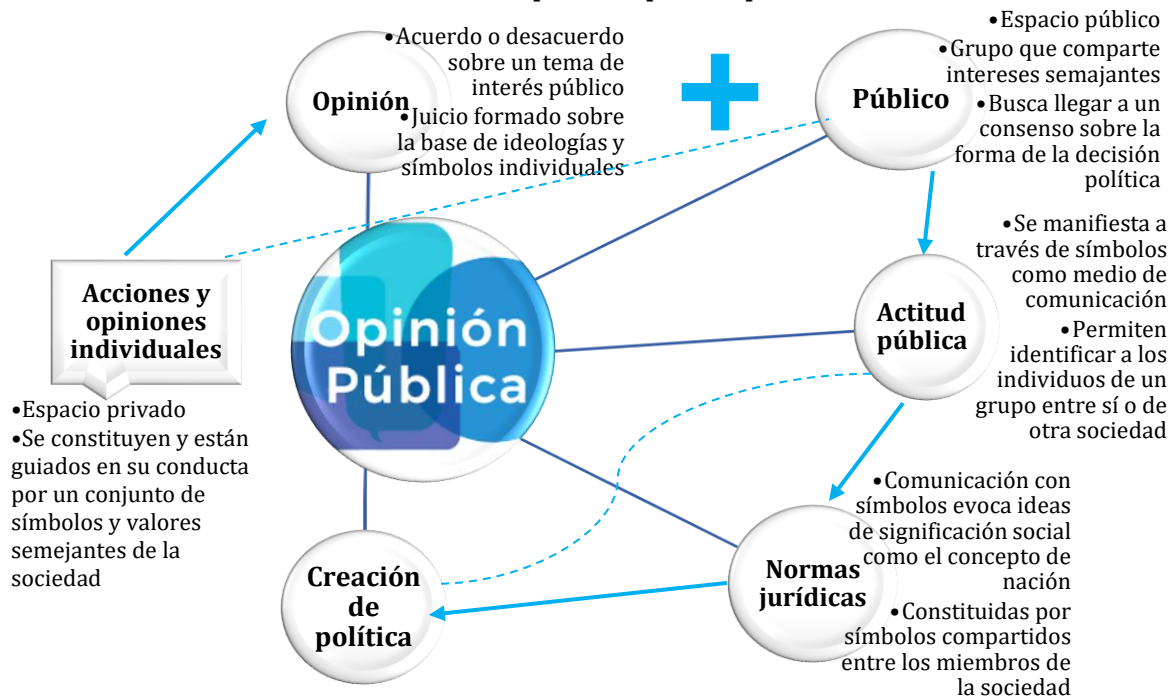 Opinión
•Acuerdo o desacuerdo
sobre un tema de
interés público
•Juicio formado sobre
la base de ideologías y
símbolos individuales
Público
•Espacio público
•Grupo que comparte
intereses semajantes
•Busca llegar a un
consenso sobre la
forma de la decisión
política
Acciones y
opiniones
individuales
•Espacio privado
•Se constituyen y están
guiados en su conducta
por un conjunto de
símbolos y valores
semejantes de la
sociedad
Opinión
Pública
Actitud
pública
•Se manifiesta a
través de símbolos
como medio de
comunicación
•Permiten
identificar a los
individuos de un
grupo entre sí o de
otra sociedad
Creación
de
política
Normas
jurídicas
•Comunicación con
símbolos evoca ideas
de significación social
como el concepto de
nación
•Constituidas por
símbolos compartidos
entre los miembros de
la sociedad